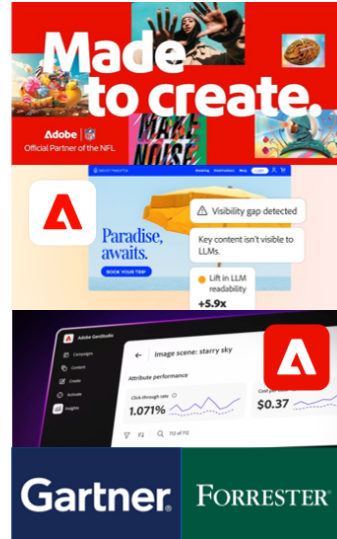 Made
to create.
Adobe NFL
Official Partner of the NFL
MAKE
NOISE
Visibility gap detected
Paradise,
awaits.
Key content isn't visible to
LLMs.
BOOK YOUR TRIP
Lift in LLM
readability
+5.9x
Adobe GenStudio
Campaigns
Content
Create
Activate
Insights
← Image scene: starry sky
Attribute performance
Click through rate
1.071%
$0.37
Gartner®
FORRESTER®